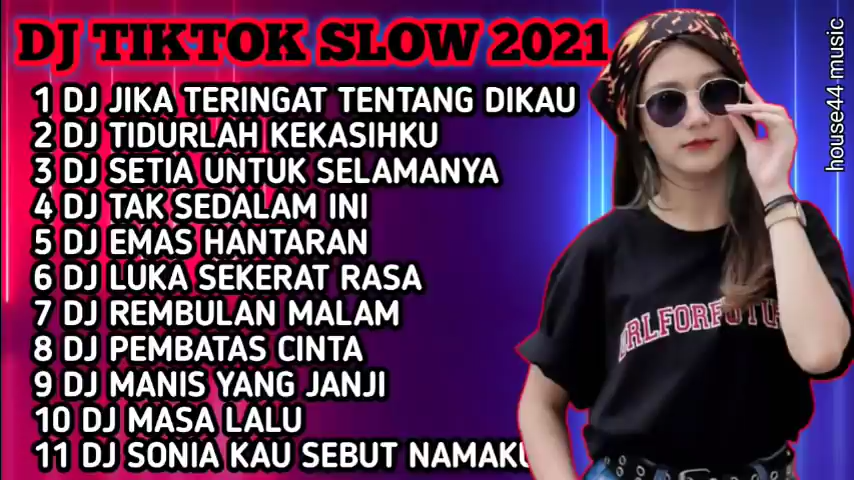 DJ TIKTOK SLOW 2021
1 DJ JIKA TERINGAT TENTANG DIKAU
2 DJ TIDURLAH KEKASIHKU
3 DJ SETIA UNTUK SELAMANYA
4 DJ TAK SEDALAM INI
5 DJ EMAS HANTARAN
6 DJ LUKA SEKERAT RASA
7 DJ REMBULAN MALAM
8 DJ PEMBATAS CINTA
9 DJ MANIS YANG JANJI
10 DJ MASA LALU
11 DJ SONIA KAU SEBUT NAMAKU
house44 music